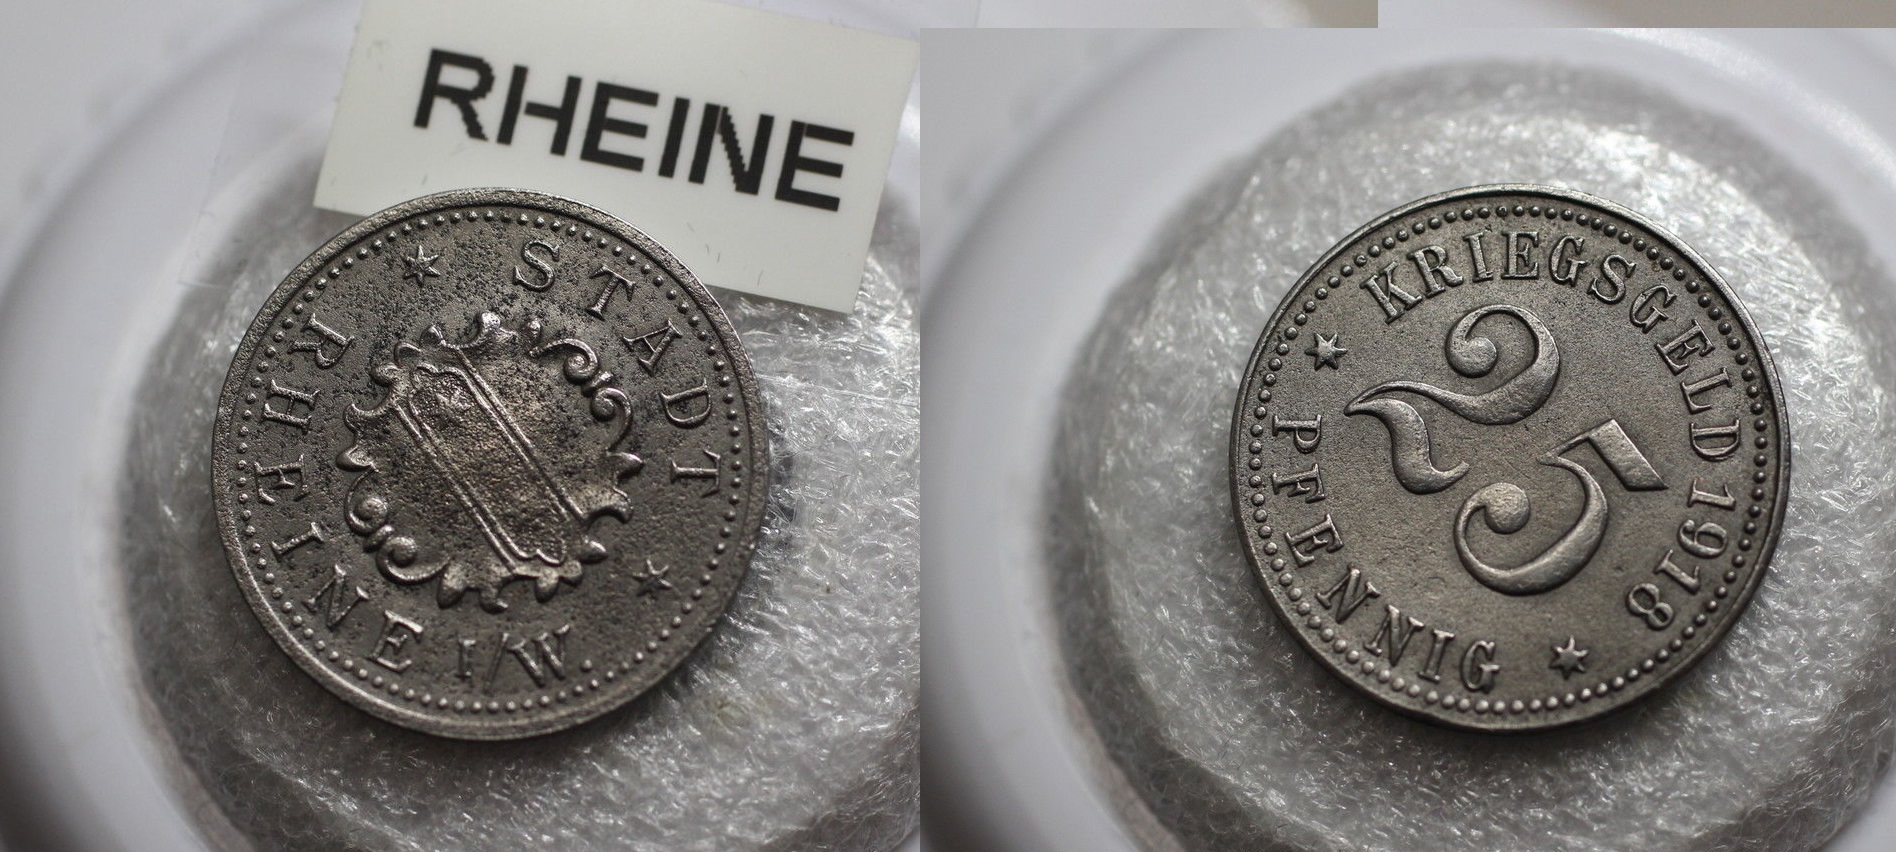 RHEINE
STADT
RHEINE I/W.
KRIEGSGELD 1918
25
PFENNIG